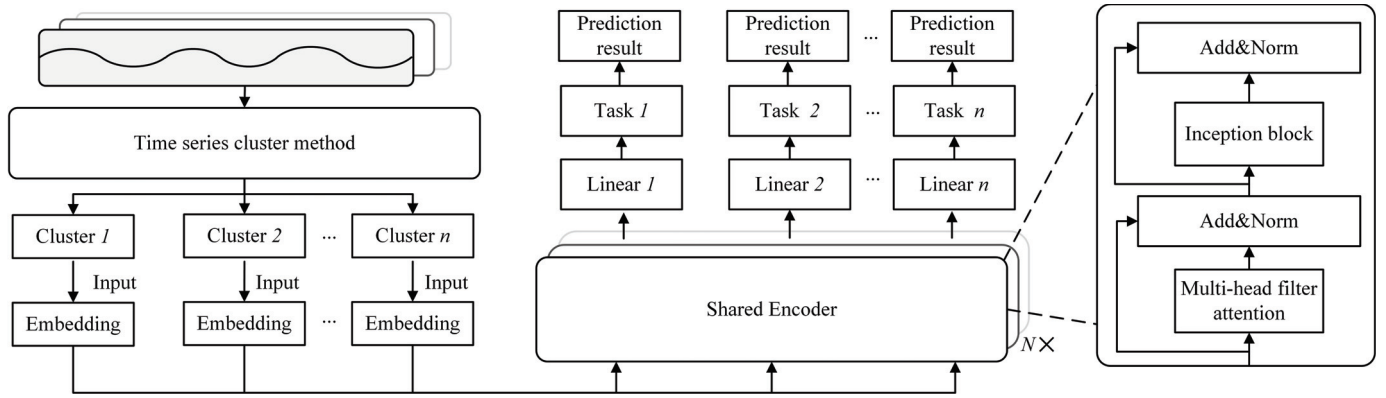 Time series cluster method
Cluster 1
Cluster 2
...
Cluster n
Input
Input
Input
Embedding
Embedding
...
Embedding
Prediction
result
Prediction
result
...
Prediction
result
Task 1
Task 2
...
Task n
Linear 1
Linear 2
...
Linear n
Shared Encoder
N×
Add&Norm
Inception block
Add&Norm
Multi-head filter
attention